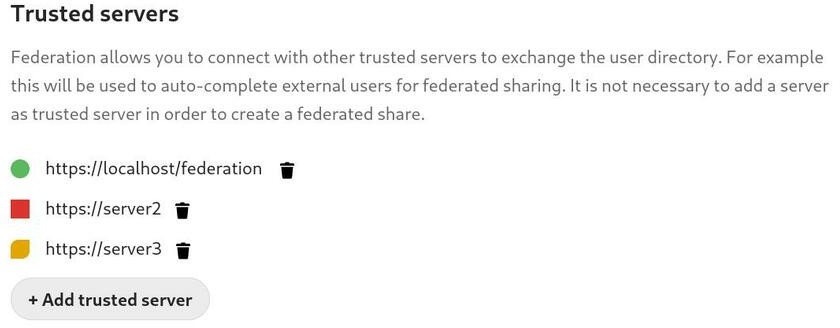 Trusted servers
Federation allows you to connect with other trusted servers to exchange the user directory. For example
this will be used to auto-complete external users for federated sharing. It is not necessary to add a server
as trusted server in order to create a federated share.
https://localhost/federation
https://server2
https://server3
+ Add trusted server